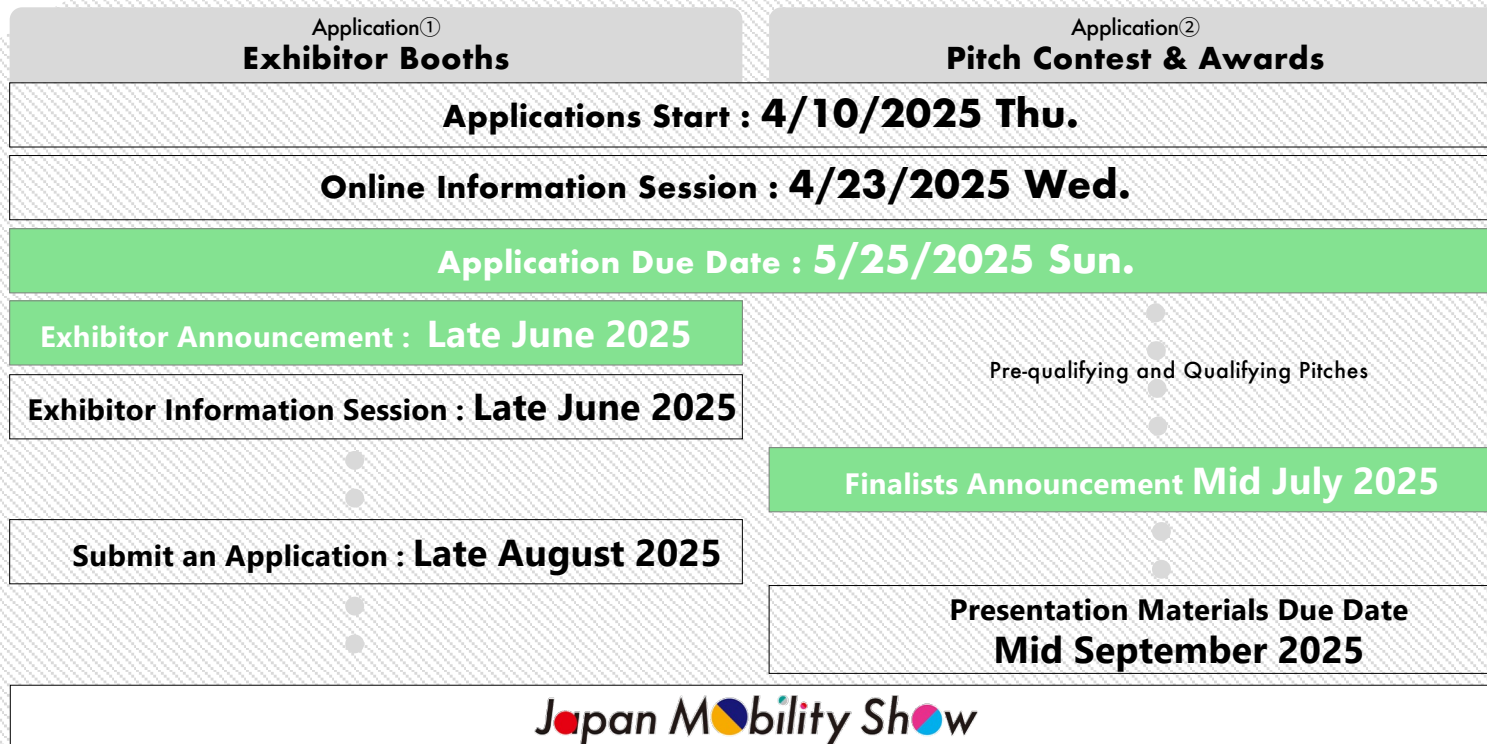 Application①
Exhibitor Booths
Application②
Pitch Contest & Awards
Applications Start : 4/10/2025 Thu.
Online Information Session : 4/23/2025 Wed.
Application Due Date : 5/25/2025 Sun.
Exhibitor Announcement : Late June 2025
Exhibitor Information Session : Late June 2025
Submit an Application : Late August 2025
Pre-qualifying and Qualifying Pitches
Finalists Announcement Mid July 2025
Presentation Materials Due Date
Mid September 2025
Japan Mobility Show